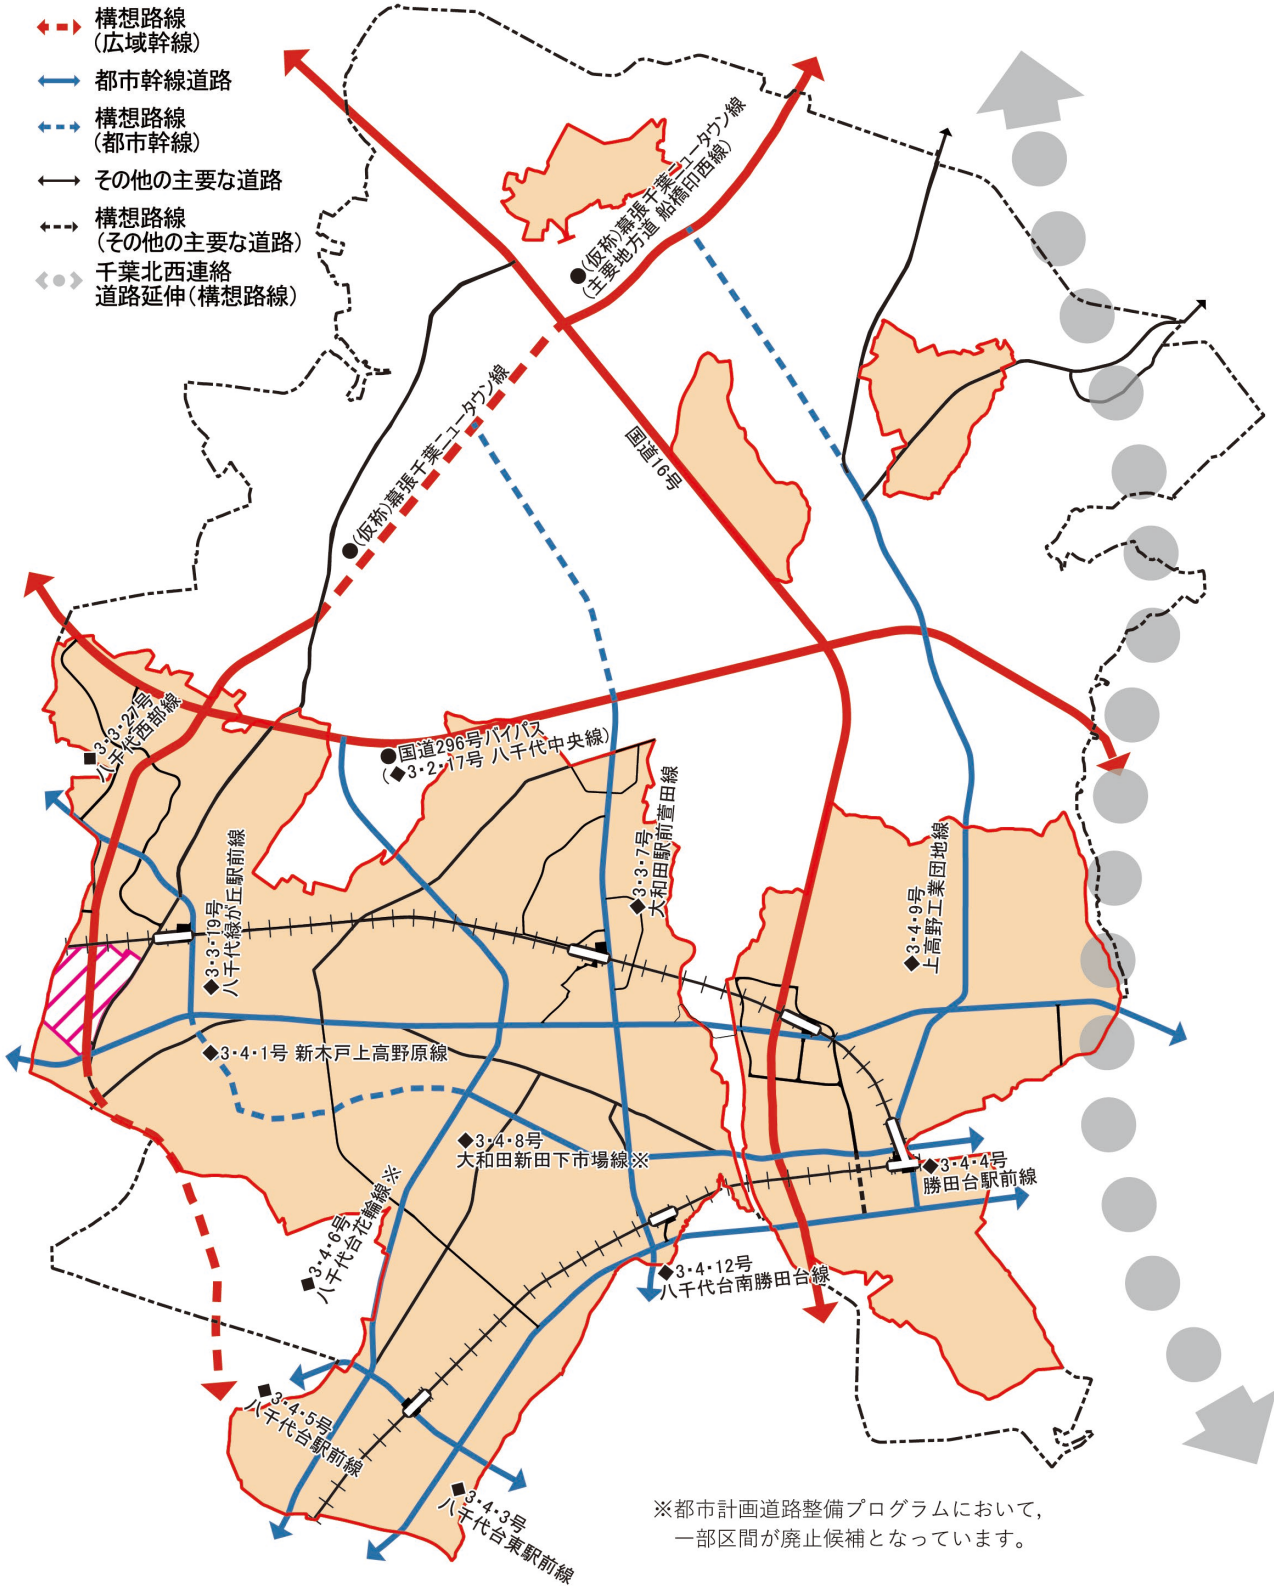 構想路線
(広域幹線)
都市幹線道路
構想路線
(都市幹線)
その他の主要な道路
構想路線
(その他の主要な道路)
千葉北西連絡
道路延伸(構想路線)
●(仮称)幕張千葉ニュータウン線
(主要地方道 船橋印西線)
●(仮称)幕張千葉ニュータウン線
国道16号
■3・3・27号
八千代西部線
●国道296号バイパス
(◆3・2・17号 八千代中央線)
◆3・3・7号
大和田駅前萱田線
◆3・3・19号
八千代緑が丘駅前線
◆3・4・9号
上高野工業団地線
◆3・4・1号 新木戸上高野原線
◆3・4・8号
大和田新田下市場線※
◆3・4・4号
勝田台駅前線
■3・4・6号
八千代台花輪線※
◆3・4・12号
八千代台南勝田台線
■3・4・5号
八千代台駅前線
■3・4・3号
八千代台東駅前線
※都市計画道路整備プログラムにおいて，
一部区間が廃止候補となっています。